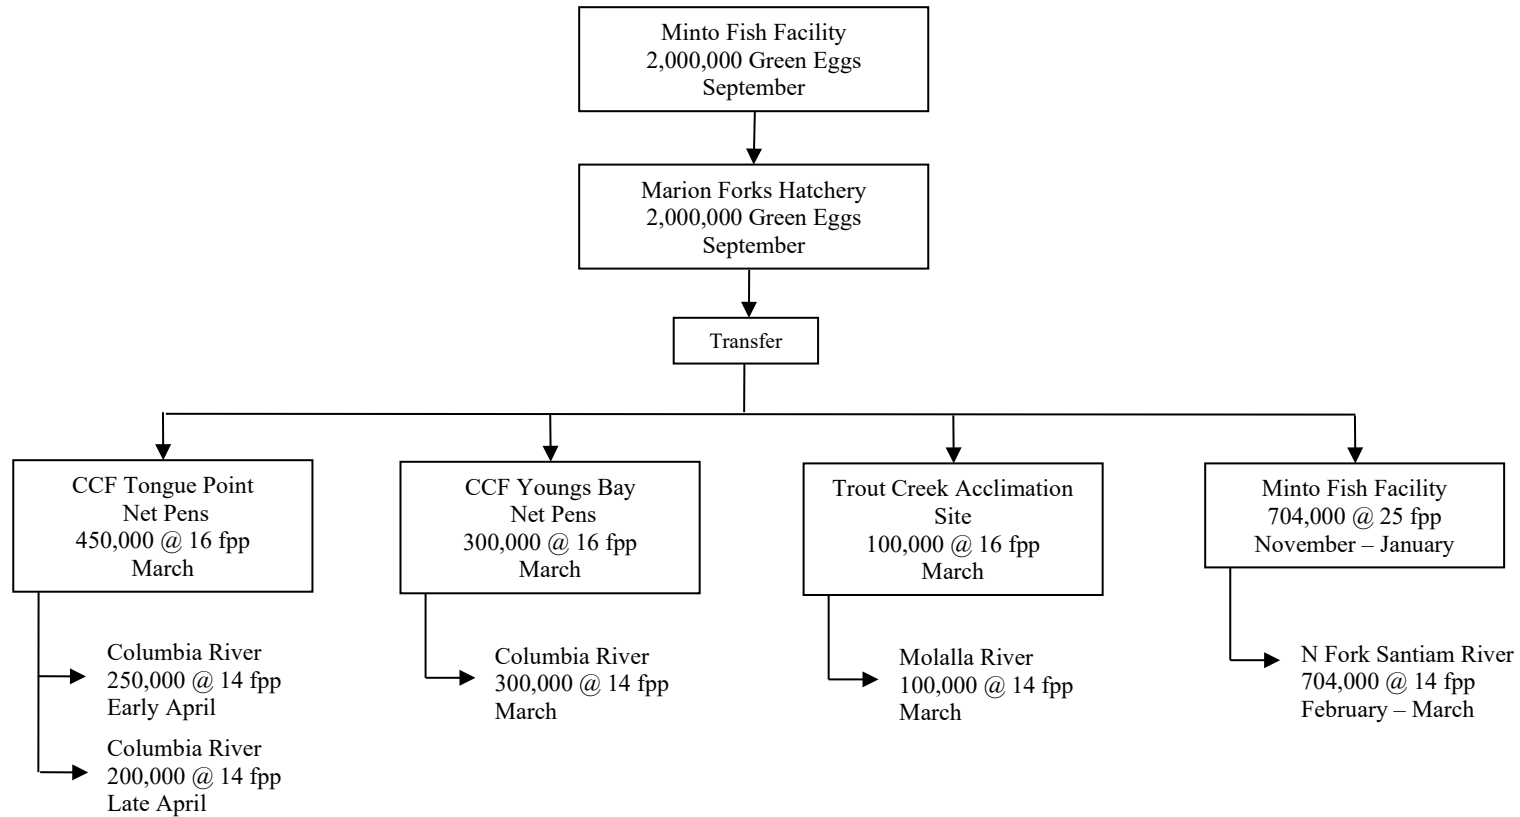 Minto Fish Facility
2,000,000 Green Eggs
September
Marion Forks Hatchery
2,000,000 Green Eggs
September
Transfer
CCF Tongue Point
Net Pens
450,000 @ 16 fpp
March
Columbia River
250,000 @ 14 fpp
Early April
Columbia River
200,000 @ 14 fpp
Late April
CCF Youngs Bay
Net Pens
300,000 @ 16 fpp
March
Columbia River
300,000 @ 14 fpp
March
Trout Creek Acclimation
Site
100,000 @ 16 fpp
March
Molalla River
100,000 @ 14 fpp
March
Minto Fish Facility
704,000 @ 25 fpp
November – January
N Fork Santiam River
704,000 @ 14 fpp
February – March